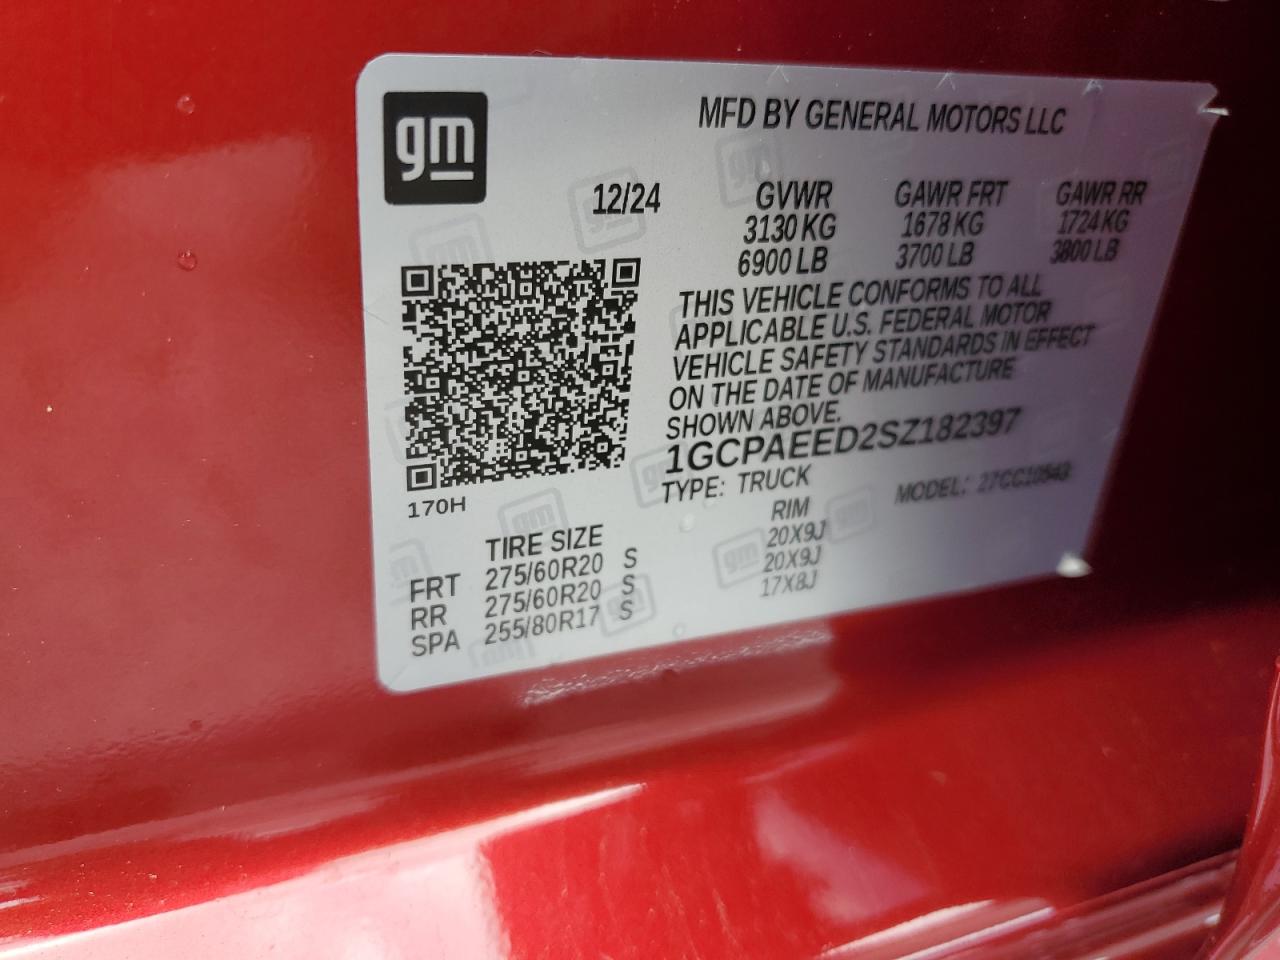 gm
MFD BY GENERAL MOTORS LLC
12/24 GVWR GAWR FRT GAWR RR
3130 KG 1678 KG 1724 KG
6900 LB 3700 LB 3800 LB
THIS VEHICLE CONFORMS TO ALL
APPLICABLE U.S. FEDERAL MOTOR
VEHICLE SAFETY STANDARDS IN EFFECT
ON THE DATE OF MANUFACTURE
SHOWN ABOVE.
1GCPAEED2SZ182397
TYPE: TRUCK MODEL:
170H
TIRE SIZE RIM
FRT 275/60R20 S 20X9J
RR 275/60R20 S 20X9J
SPA 255/80R17 S 17X8J